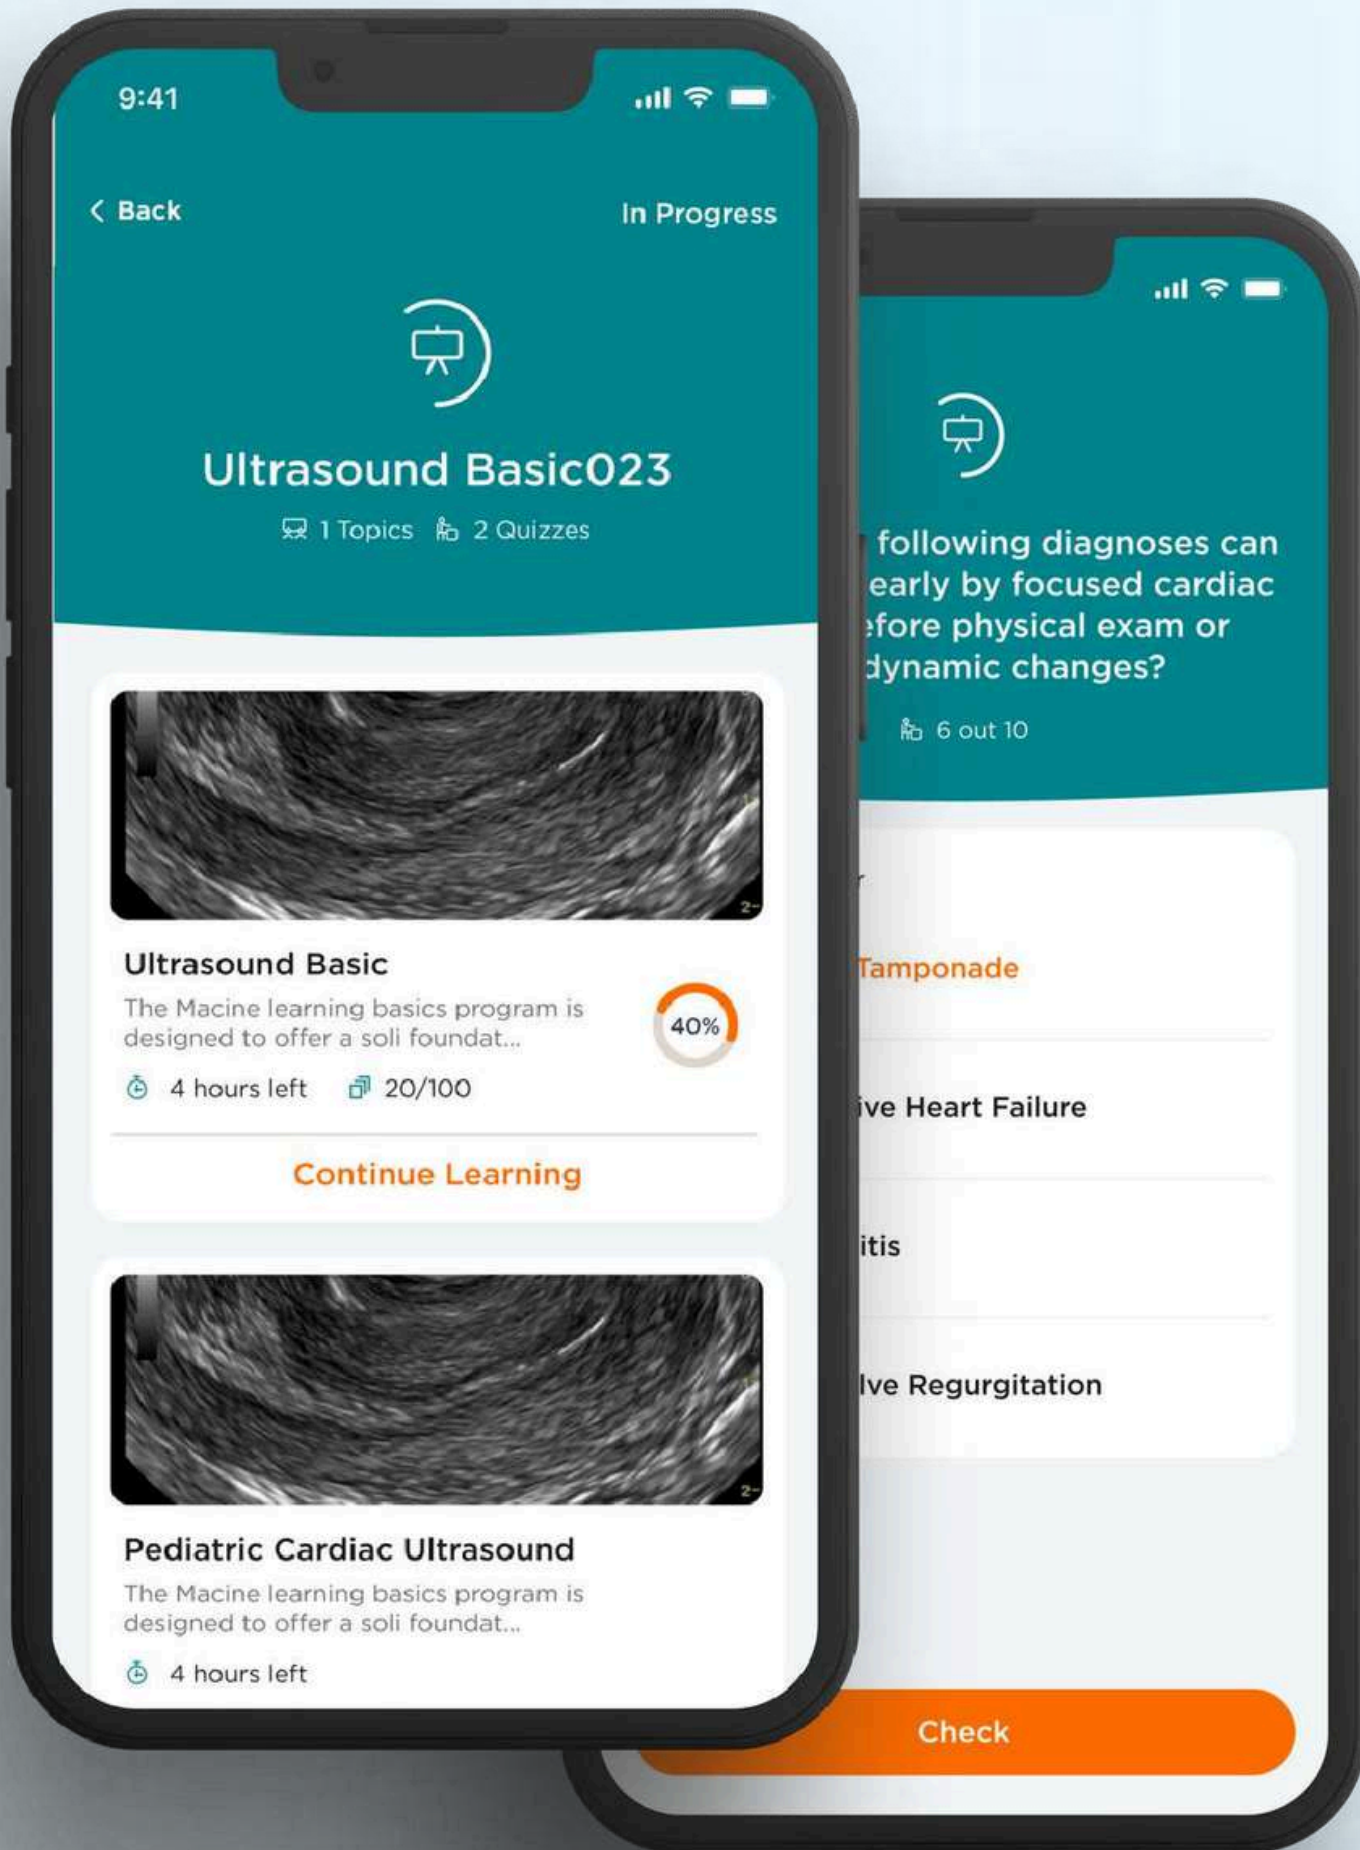 9:41
Back
In Progress
Ultrasound Basic023
1 Topics 2 Quizzes
2-
Ultrasound Basic
The Macine learning basics program is
designed to offer a soli foundat...
40%
4 hours left 20/100
Continue Learning
2-
Pediatric Cardiac Ultrasound
The Macine learning basics program is
designed to offer a soli foundat...
4 hours left
following diagnoses can
early by focused cardiac
efore physical exam or
dynamic changes?
6 out 10
r
Tamponade
ive Heart Failure
itis
lve Regurgitation
Check